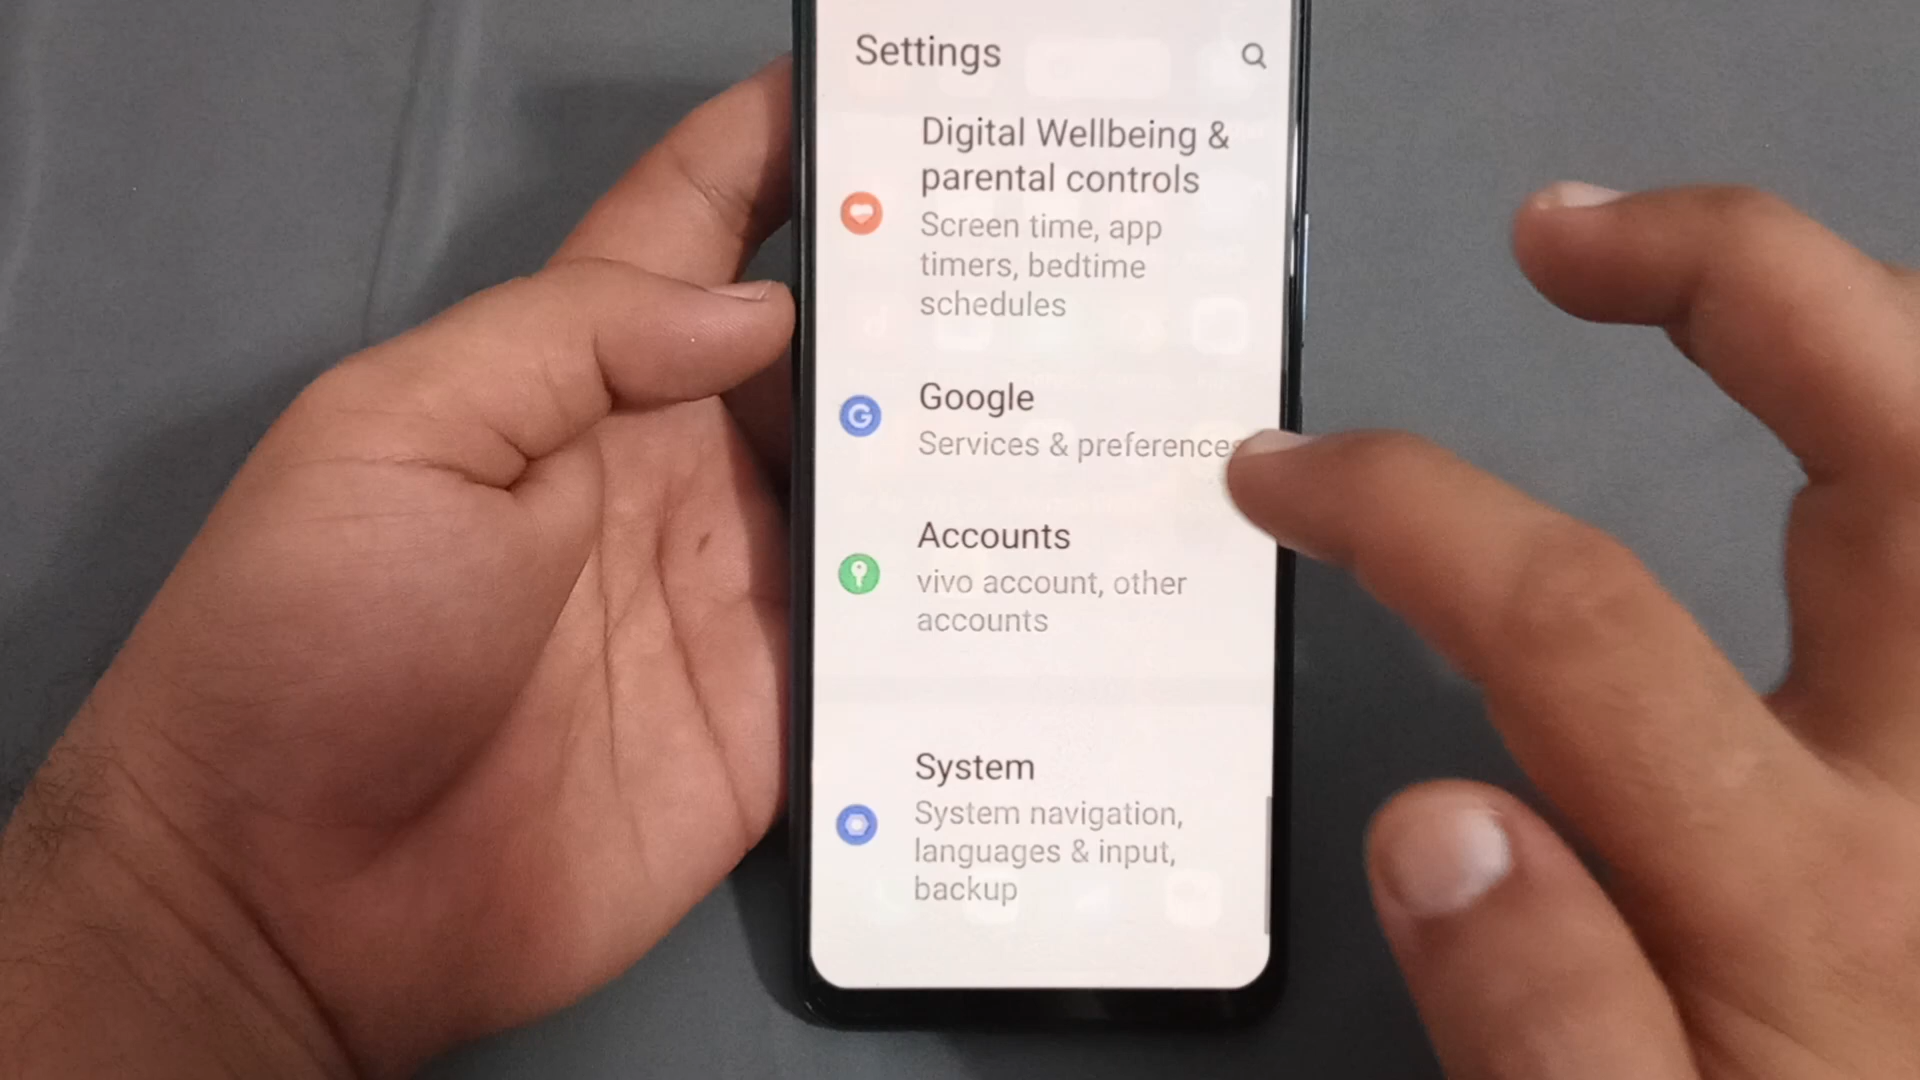 Settings
Digital Wellbeing &
parental controls
Screen time, app
timers, bedtime
schedules
Google
Services & preferences
Accounts
vivo account, other
accounts
System
System navigation,
languages & input,
backup